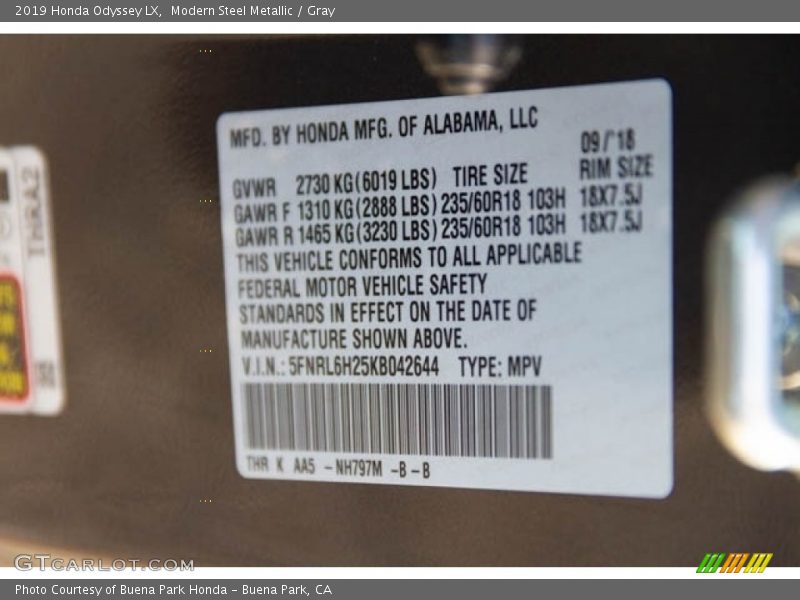 2019 Honda Odyssey LX, Modern Steel Metallic / Gray
MFD. BY HONDA MFG. OF ALABAMA, LLC
09/'18
GVWR 2730 KG(6019 LBS) TIRE SIZE RIM SIZE
GAWR F 1310 KG(2888 LBS) 235/60R18 103H 18X7.5J
GAWR R 1465 KG(3230 LBS) 235/60R18 103H 18X7.5J
THIS VEHICLE CONFORMS TO ALL APPLICABLE
FEDERAL MOTOR VEHICLE SAFETY
STANDARDS IN EFFECT ON THE DATE OF
MANUFACTURE SHOWN ABOVE.
V.I.N.: 5FNRL6H25KB042644 TYPE: MPV
THR K AA5 -NH797M -B-B
THRA2
GTCARLOT.COM
Photo Courtesy of Buena Park Honda - Buena Park, CA